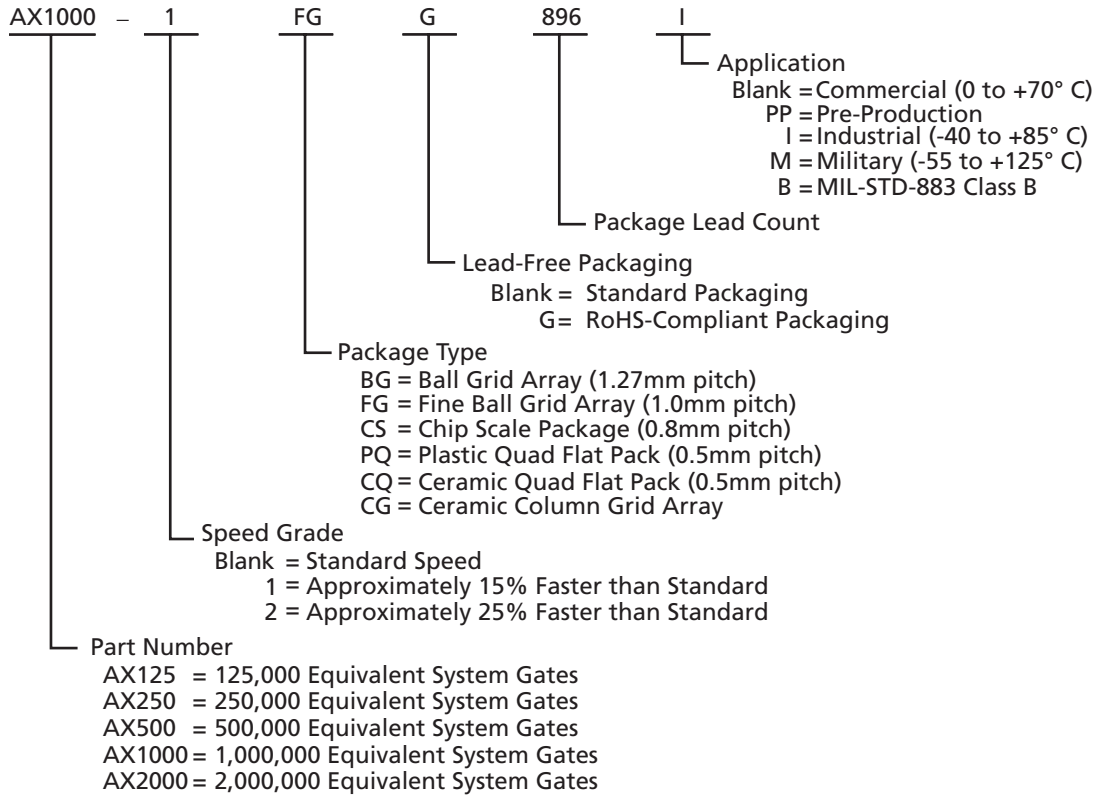 AX1000 – 1 FG G 896 I
Application
Blank = Commercial (0 to +70° C)
PP = Pre-Production
I = Industrial (-40 to +85° C)
M = Military (-55 to +125° C)
B = MIL-STD-883 Class B
Package Lead Count
Lead-Free Packaging
Blank = Standard Packaging
G= RoHS-Compliant Packaging
Package Type
BG = Ball Grid Array (1.27mm pitch)
FG = Fine Ball Grid Array (1.0mm pitch)
CS = Chip Scale Package (0.8mm pitch)
PQ = Plastic Quad Flat Pack (0.5mm pitch)
CQ = Ceramic Quad Flat Pack (0.5mm pitch)
CG = Ceramic Column Grid Array
Speed Grade
Blank = Standard Speed
1 = Approximately 15% Faster than Standard
2 = Approximately 25% Faster than Standard
Part Number
AX125 = 125,000 Equivalent System Gates
AX250 = 250,000 Equivalent System Gates
AX500 = 500,000 Equivalent System Gates
AX1000 = 1,000,000 Equivalent System Gates
AX2000 = 2,000,000 Equivalent System Gates